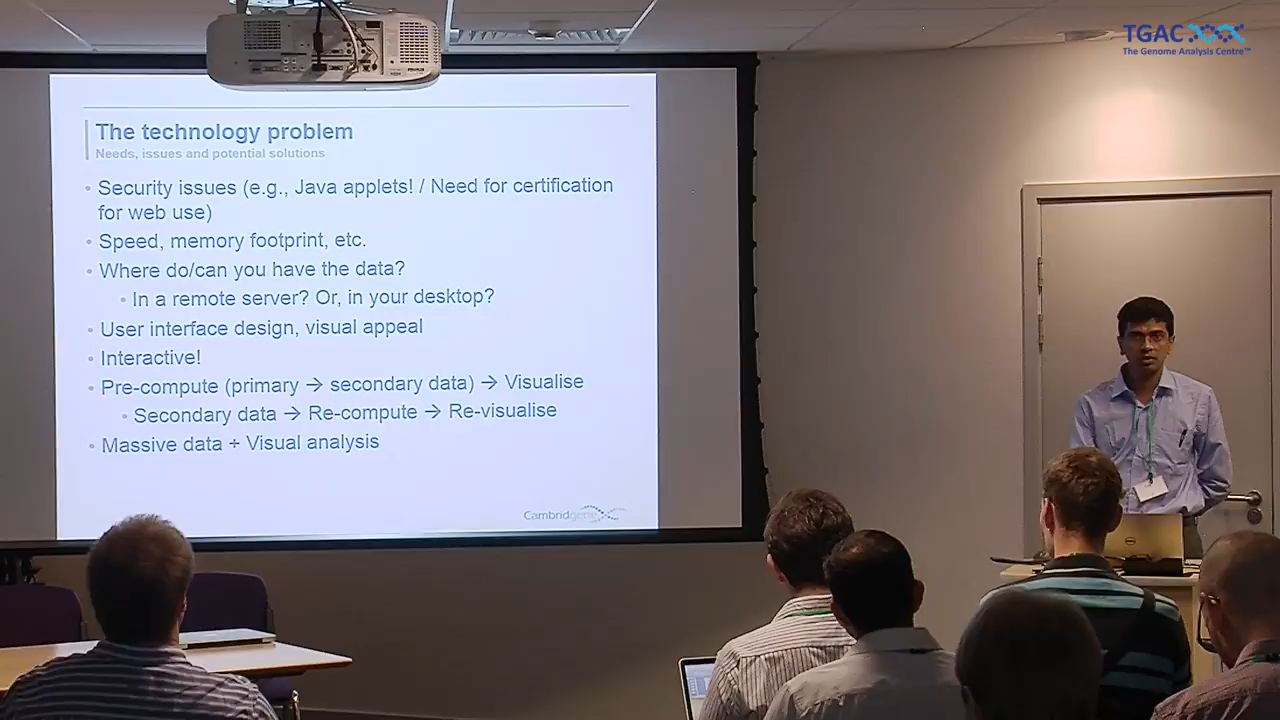 TGAC
The Genome Analysis Centre™
The technology problem
Needs, issues and potential solutions
• Security issues (e.g., Java applets! / Need for certification
for web use)
• Speed, memory footprint, etc.
• Where do/can you have the data?
• In a remote server? Or, in your desktop?
• User interface design, visual appeal
• Interactive!
• Pre-compute (primary → secondary data) → Visualise
• Secondary data → Re-compute → Re-visualise
• Massive data + Visual analysis
Cambridgene